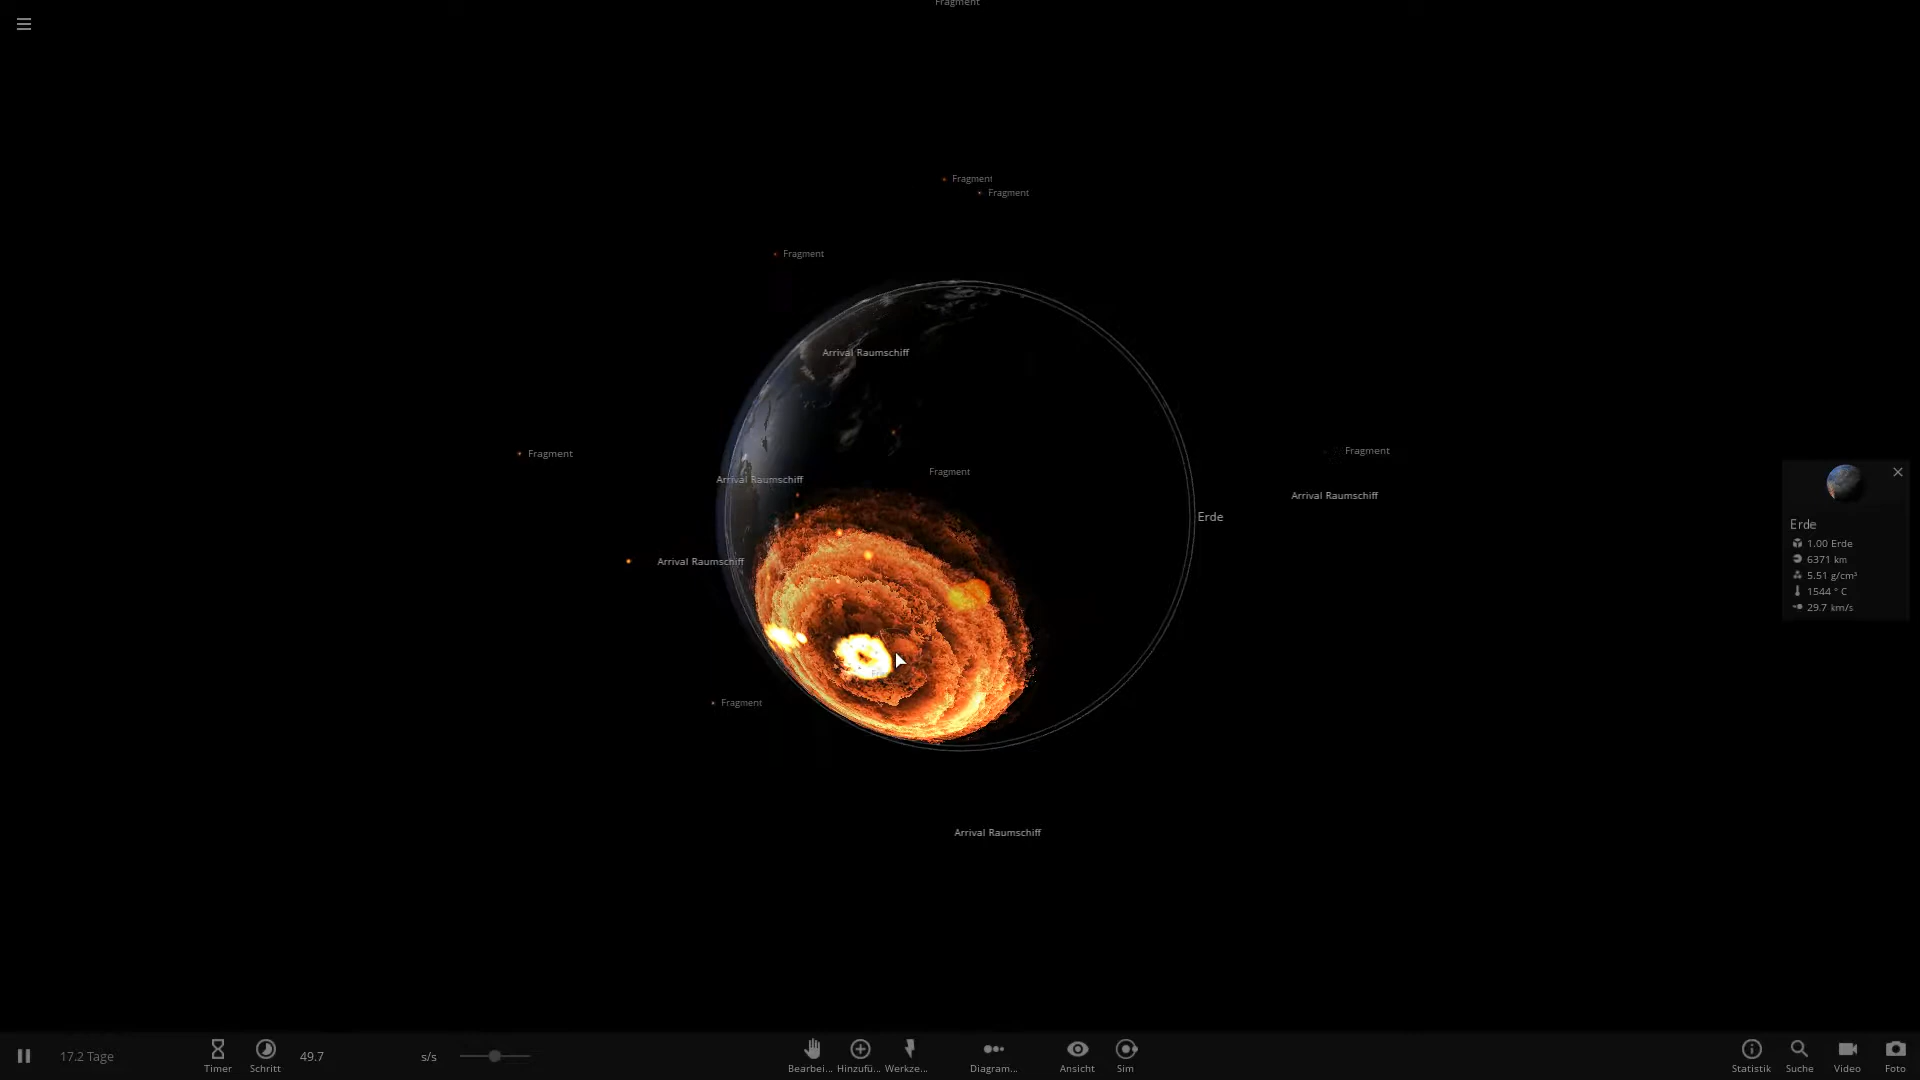 Fragment
Fragment
Fragment
Fragment
Arrival Raumschiff
Fragment
Fragment
Fragment
Arrival Raumschiff
Arrival Raumschiff
Erde
Arrival Raumschiff
Fragment
Arrival Raumschiff
Erde
1.00 Erde
6371 km
5.51 g/cm³
1544 ° C
29.7 km/s
17.2 Tage
Timer
Schritt
49.7
s/s
Bearbei...
Hinzufü...
Werkze...
Diagram...
Ansicht
Sim
Statistik
Suche
Video
Foto